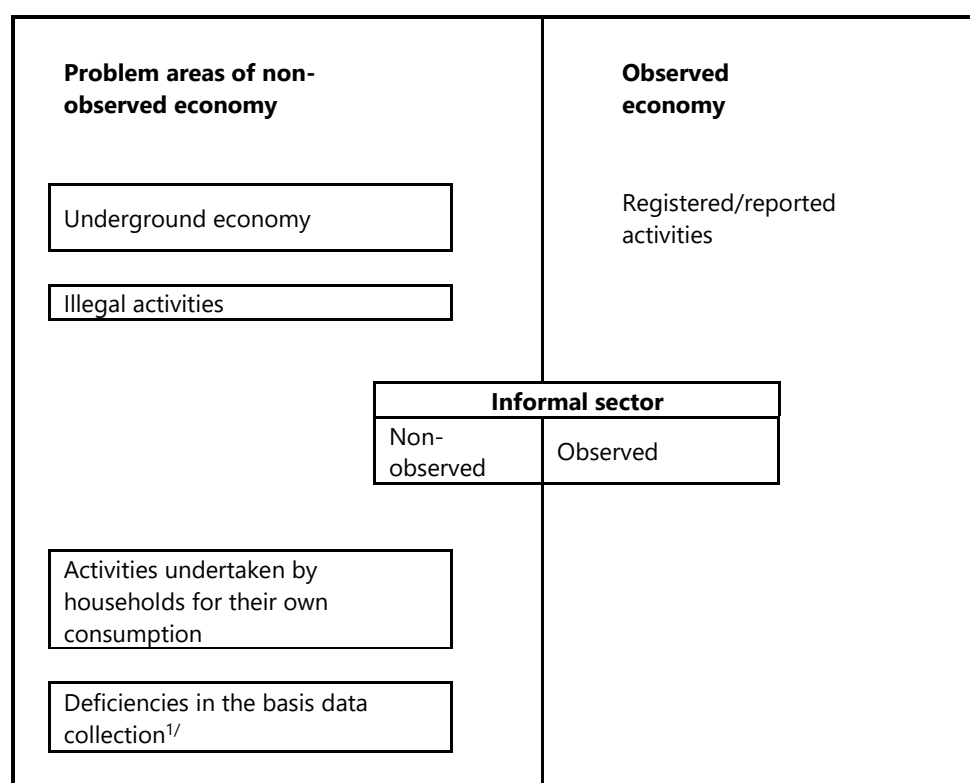 Problem areas of non-
observed economy
Observed
economy
Underground economy
Registered/reported
activities
Illegal activities
Informal sector
Non-
observed
Observed
Activities undertaken by
households for their own
consumption
Deficiencies in the basis data
collection1/